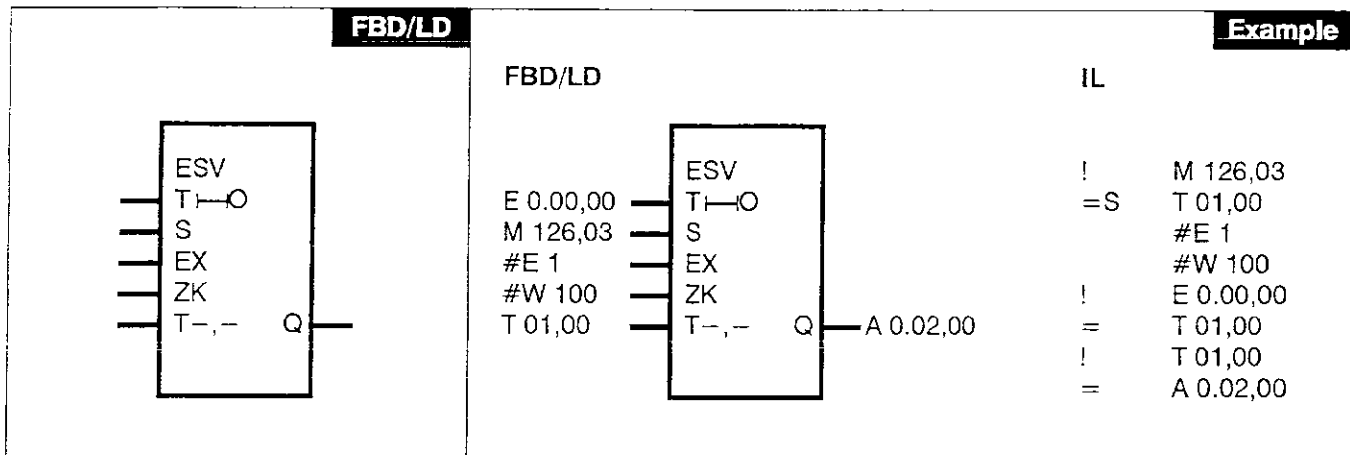 FBD/LD
ESV
T O
S
EX
ZK
T–,– Q
Example
FBD/LD
ESV
E 0.00,00 T O
M 126,03 S
#E 1 EX
#W 100 ZK
T 01,00 T–,– Q A 0.02,00
IL
! M 126,03
=S T 01,00
#E 1
#W 100
! E 0.00,00
= T 01,00
! T 01,00
= A 0.02,00